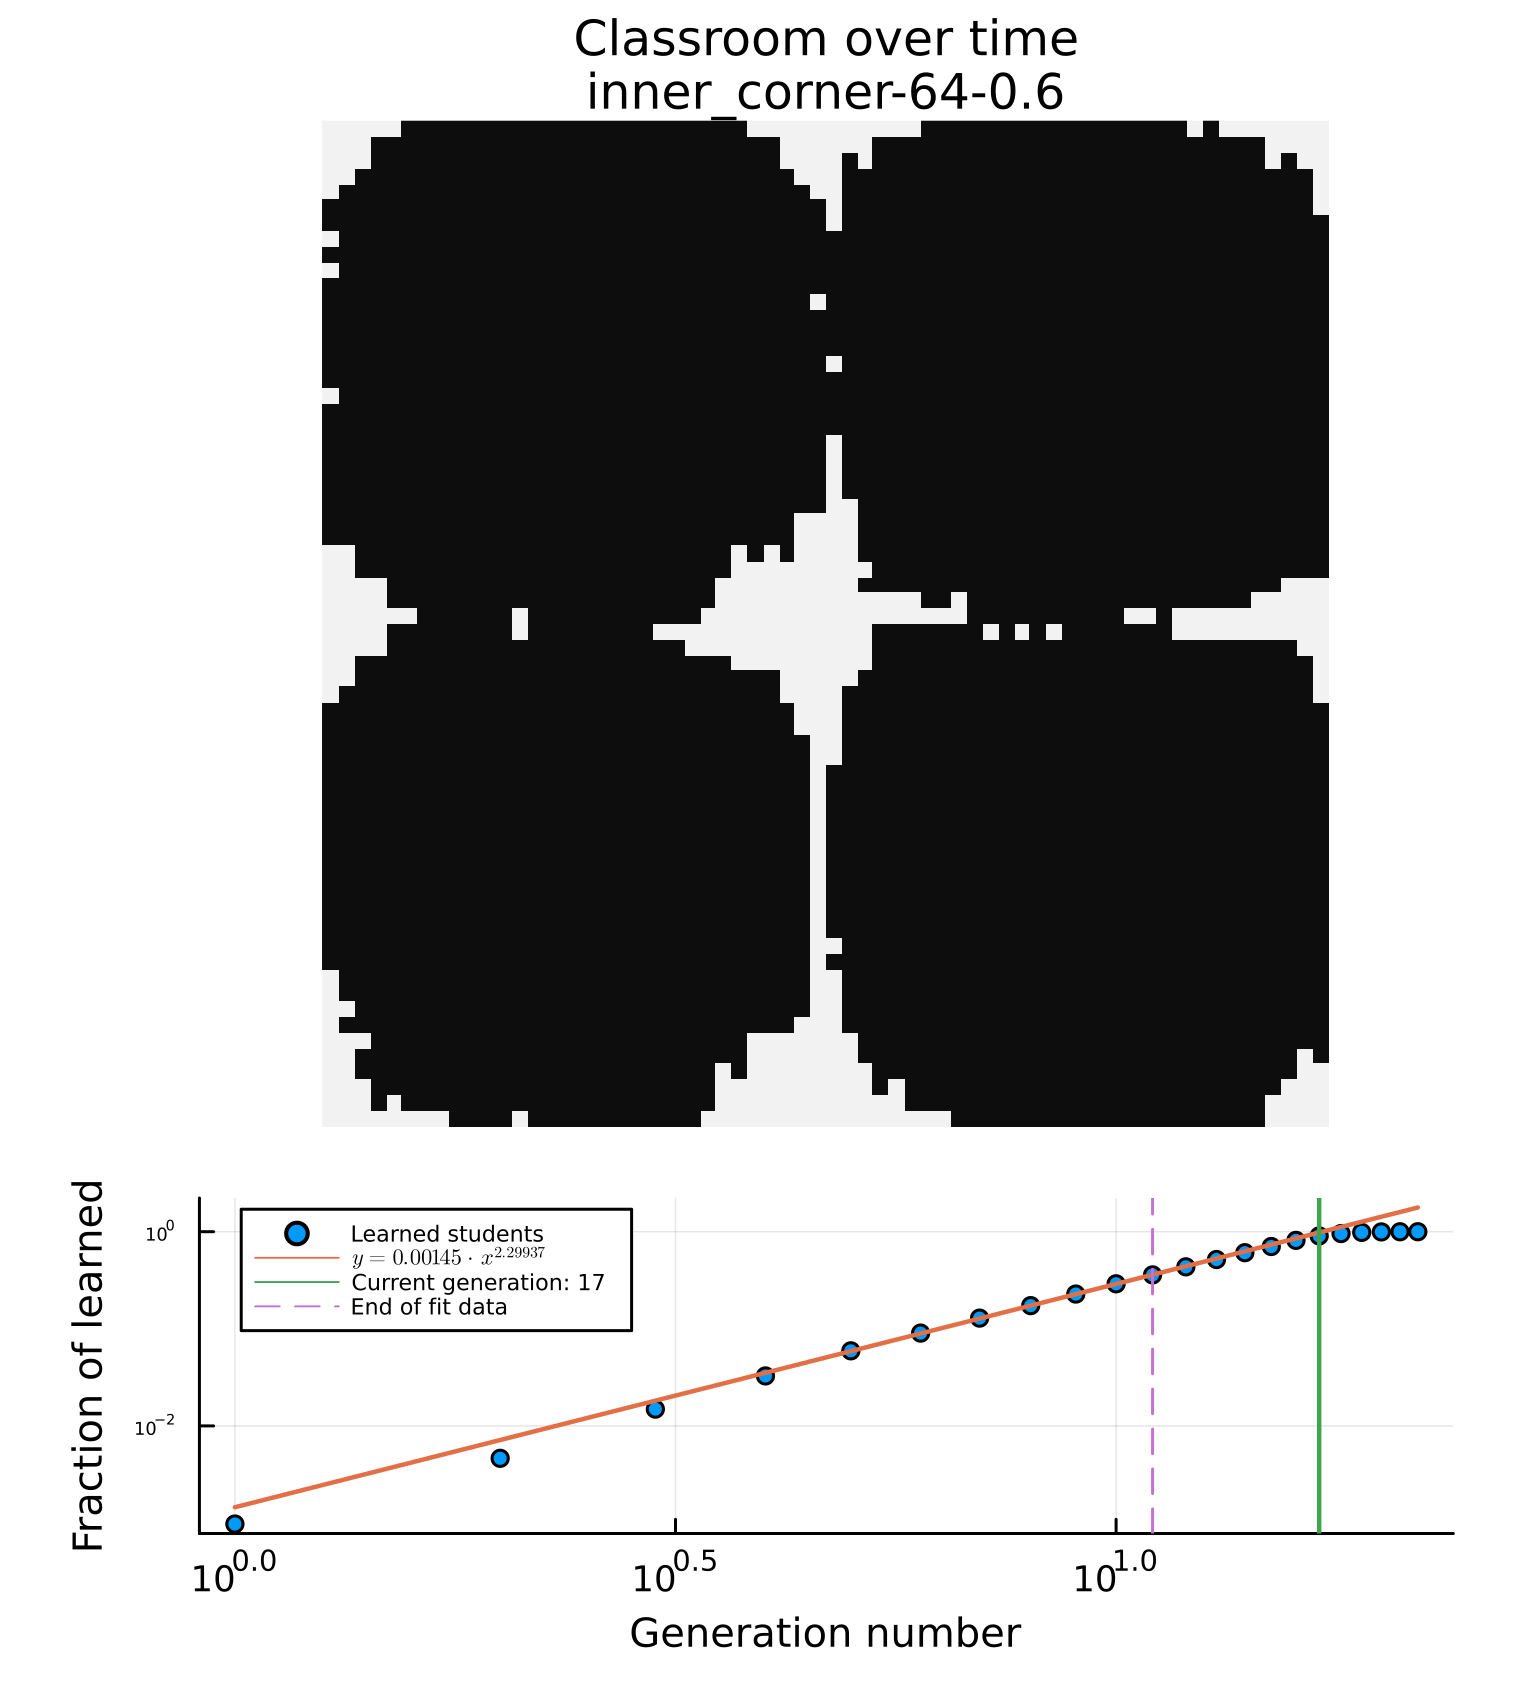 Classroom over time
inner_corner-64-0.6
Fraction of learned
10^0
10^−2
Learned students
y = 0.00145 · x^2.29937
Current generation: 17
End of fit data
10^0.0 10^0.5 10^1.0
Generation number